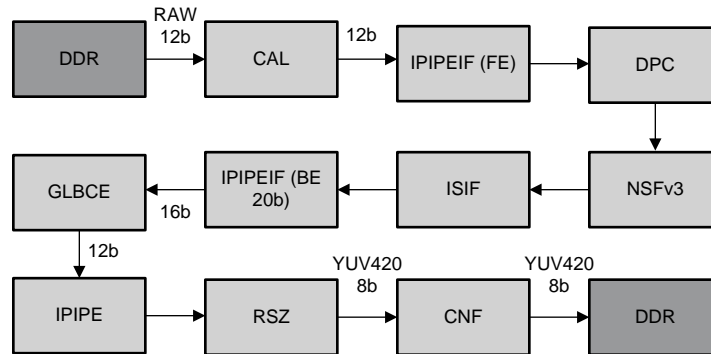 RAW
12b
12b
DDR
CAL
IPIPEIF (FE)
DPC
GLBCE
IPIPEIF (BE
20b)
ISIF
NSFv3
16b
12b
YUV420
8b
YUV420
8b
IPIPE
RSZ
CNF
DDR